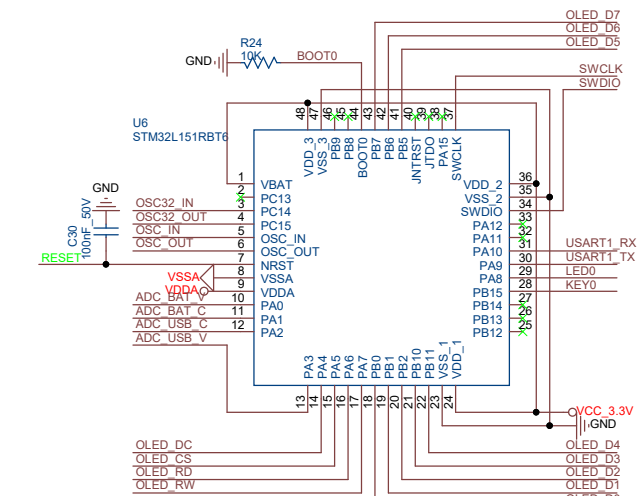 OLED_D7
OLED_D6
OLED_D5
R24
10K
GND
BOOT0
SWCLK
SWDIO
U6
STM32L151RBT6
48
47
46
45
44
43
42
41
40
39
38
37
VDD_3
VSS_3
PB9
PB8
BOOT0
PB7
PB6
PB5
JNTRST
JTDO
PA15
SWCLK
GND
C30
100nF_50V
OSC32_IN
OSC32_OUT
OSC_IN
OSC_OUT
RESET
VSSA
VDDA
ADC_BAT_V
ADC_BAT_C
ADC_USB_C
ADC_USB_V
1 VBAT
2 PC13
3 PC14
4 PC15
5 OSC_IN
6 OSC_OUT
7 NRST
8 VSSA
9 VDDA
10 PA0
11 PA1
12 PA2
VDD_2 36
VSS_2 35
SWDIO 34
PA12 33
PA11 32
PA10 31 USART1_RX
PA9 30 USART1_TX
PA8 29 LED0
PB15 28 KEY0
PB14 27
PB13 26
PB12 25
PA3
PA4
PA5
PA6
PA7
PB0
PB1
PB2
PB10
PB11
VSS_1
VDD_1
13
14
15
16
17
18
19
20
21
22
23
24
VCC_3.3V
GND
OLED_DC
OLED_CS
OLED_RD
OLED_RW
OLED_D4
OLED_D3
OLED_D2
OLED_D1